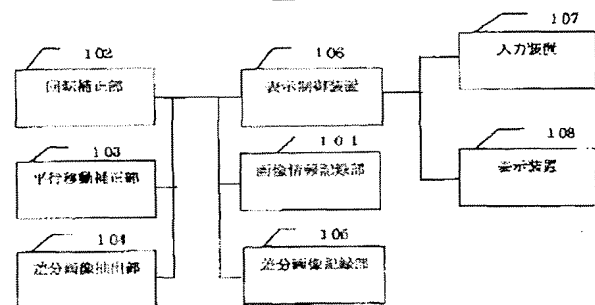 102
回転補正部
106
表示制御装置
107
入力装置
103
平行移動補正部
101
画像情報記録部
108
表示装置
104
差分画像抽出部
106
差分画像記録部